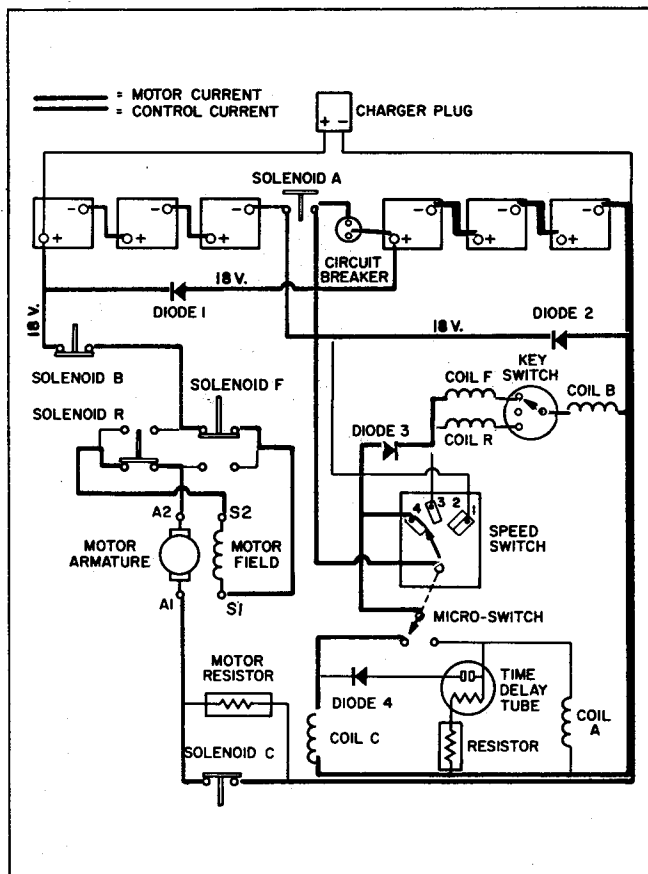 = MOTOR CURRENT
= CONTROL CURRENT
+ -
CHARGER PLUG
SOLENOID A
- - - - - -
+ + + + + +
CIRCUIT
BREAKER
18 V.
DIODE 1
18 V.
DIODE 2
18 V.
SOLENOID B
SOLENOID F
KEY
SWITCH
COIL F
COIL B
SOLENOID R
DIODE 3
COIL R
4 3 2 1
SPEED
SWITCH
A2
S2
MOTOR
ARMATURE
MOTOR
FIELD
A1
S1
MICRO-SWITCH
MOTOR
RESISTOR
TIME
DELAY
TUBE
DIODE 4
COIL C
RESISTOR
COIL
A
SOLENOID C